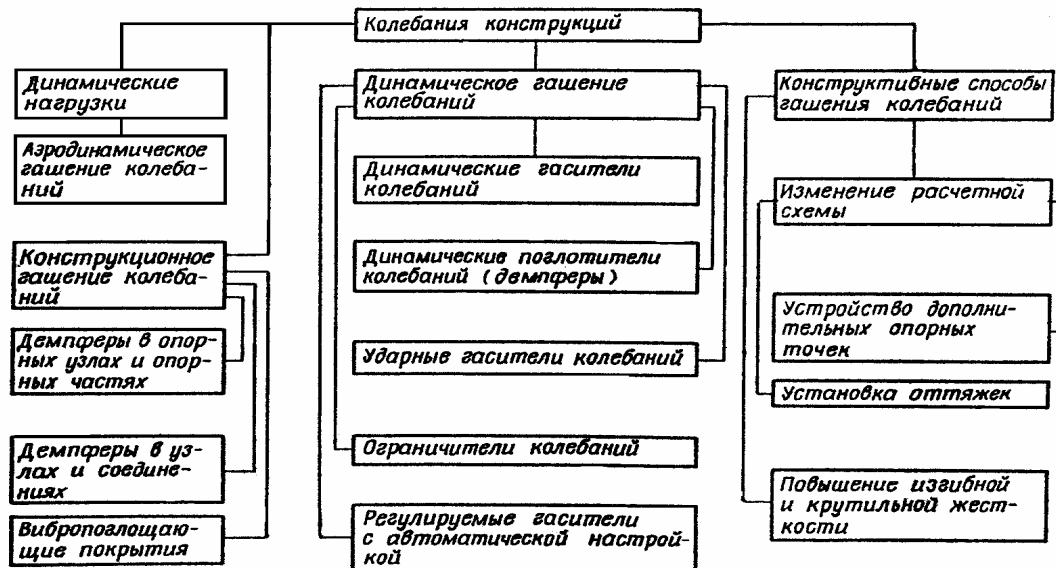 Колебания конструкций
Динамические
нагрузки
Аэродинамическое
гашение колеба-
ний
Конструкционное
гашение колеба-
ний
Демпферы в опор-
ных узлах и опор-
ных частях
Демпферы в уз-
лах и соедине-
ниях
Вибропоглощаю-
щие покрытия
Динамическое гашение
колебаний
Динамические гасители
колебаний
Динамические поглотители
колебаний (демпферы)
Ударные гасители колебаний
Ограничители колебаний
Регулируемые гасители
с автоматической настрой-
кой
Конструктивные способы
гашения колебаний
Изменение расчетной
схемы
Устройство дополни-
тельных опорных
точек
Установка оттяжек
Повышение изгибной
и крутильной жест-
кости